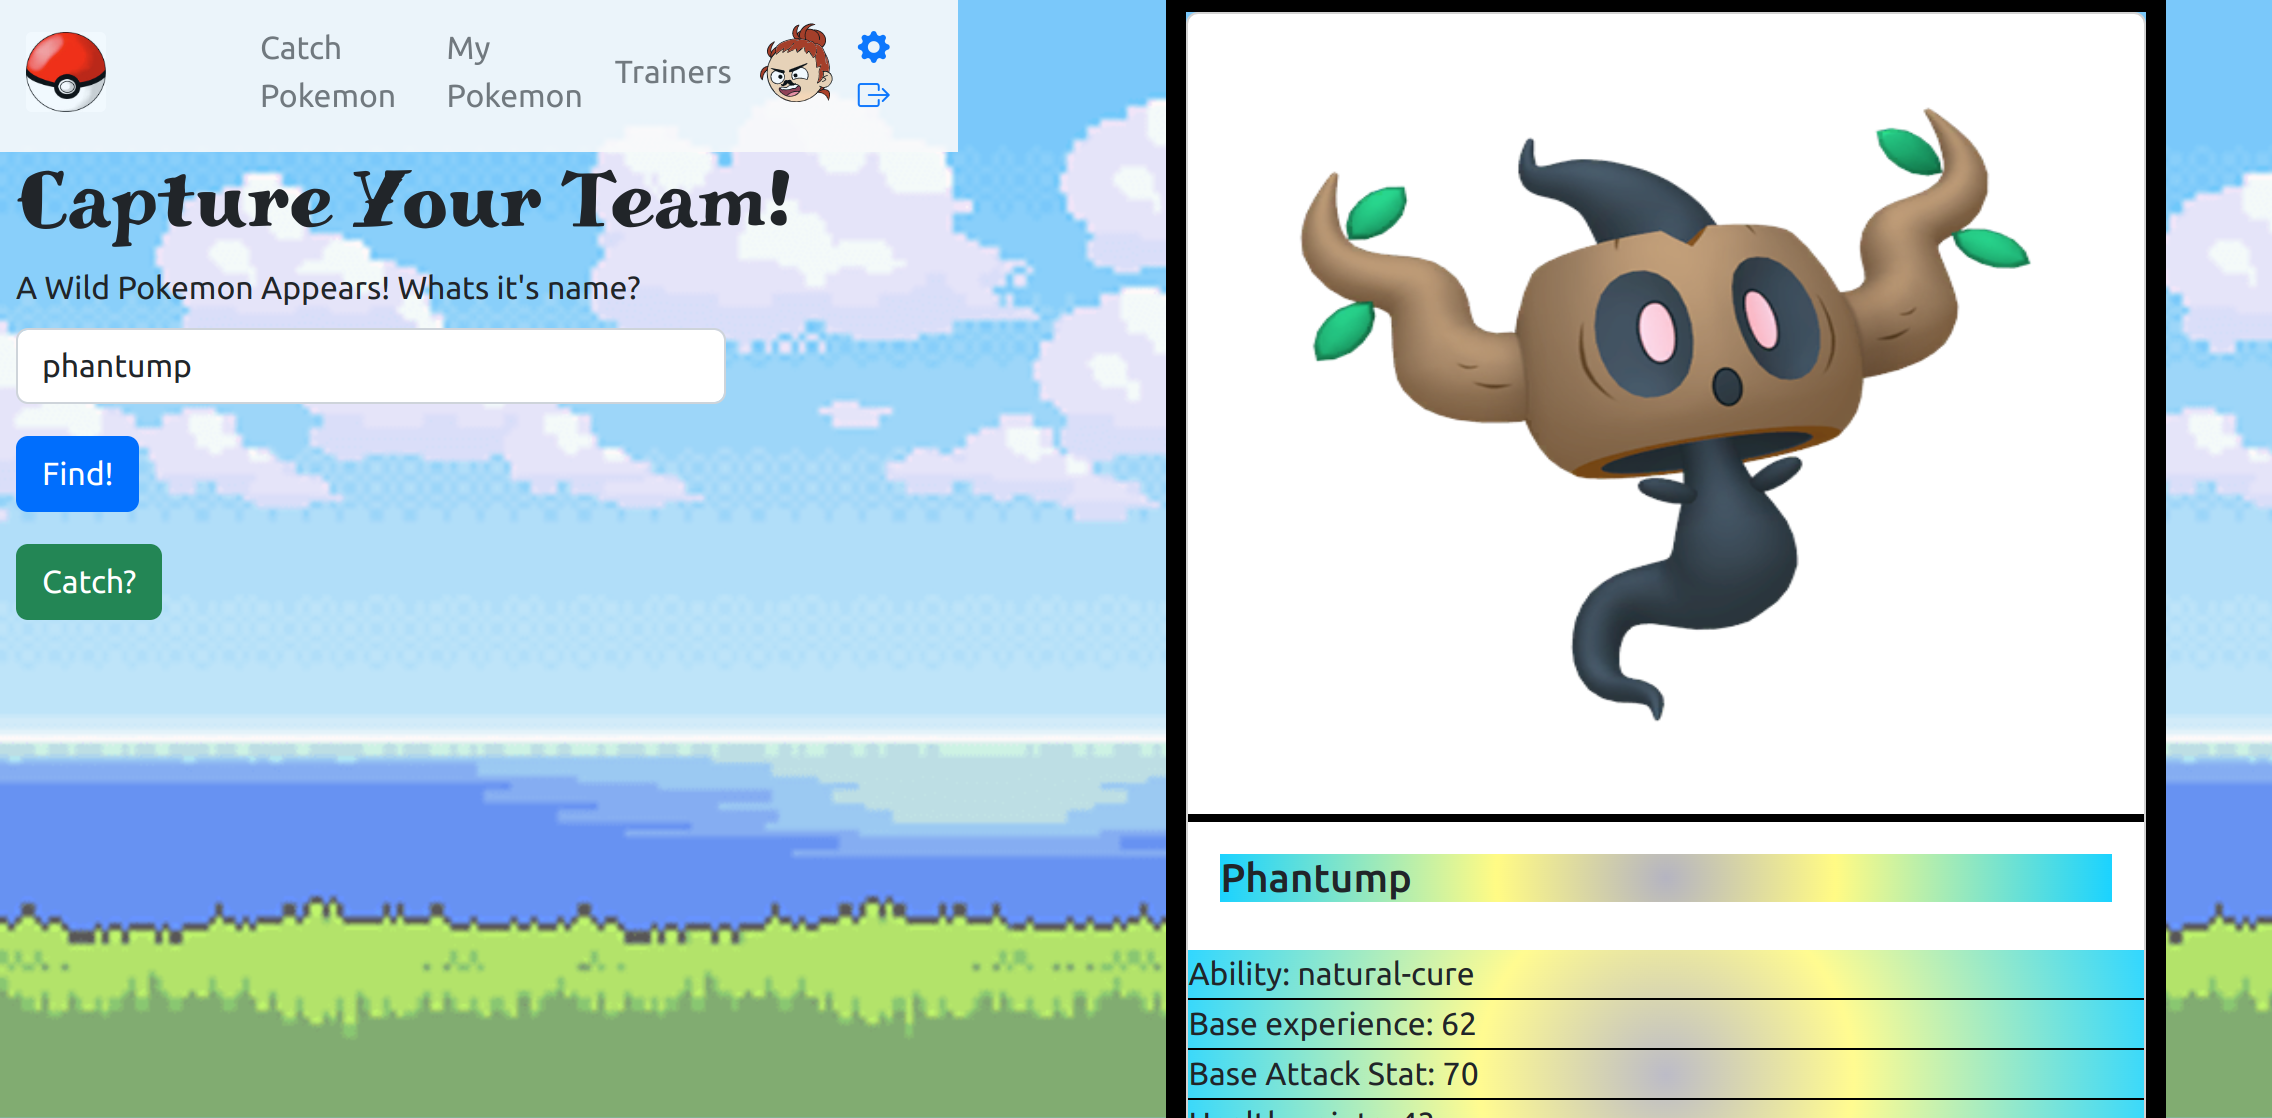 Catch
Pokemon
My
Pokemon
Trainers
Capture Your Team!
A Wild Pokemon Appears! Whats it's name?
phantump
Find!
Catch?
Phantump
Ability: natural-cure
Base experience: 62
Base Attack Stat: 70